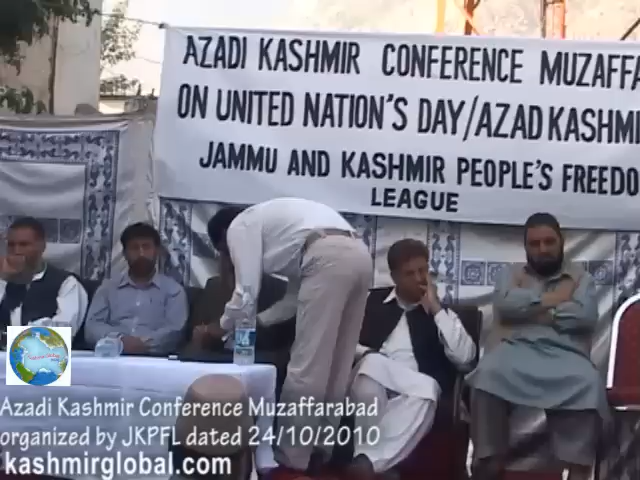 AZADI KASHMIR CONFERENCE MUZAFFA
ON UNITED NATION'S DAY/AZAD KASHMI
JAMMU AND KASHMIR PEOPLE'S FREEDO
LEAGUE
Azadi Kashmir Conference Muzaffarabad
organized by JKPFL dated 24/10/2010
kashmirglobal.com